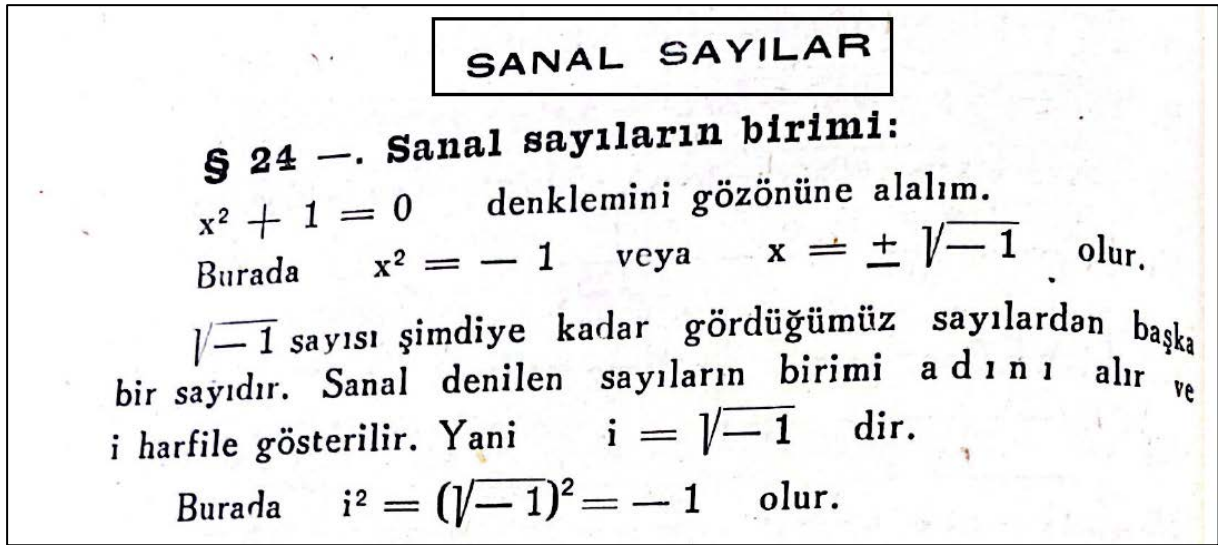 SANAL SAYILAR
§ 24 —. Sanal sayıların birimi:
x² + 1 = 0 denklemini gözönüne alalım.
Burada x² = — 1 veya x = ± √— 1 olur.
√— 1 sayısı şimdiye kadar gördüğümüz sayılardan başka
bir sayıdır. Sanal denilen sayıların birimi adını alır ve
i harfile gösterilir. Yani i = √— 1 dir.
Burada i² = (√— 1)² = — 1 olur.